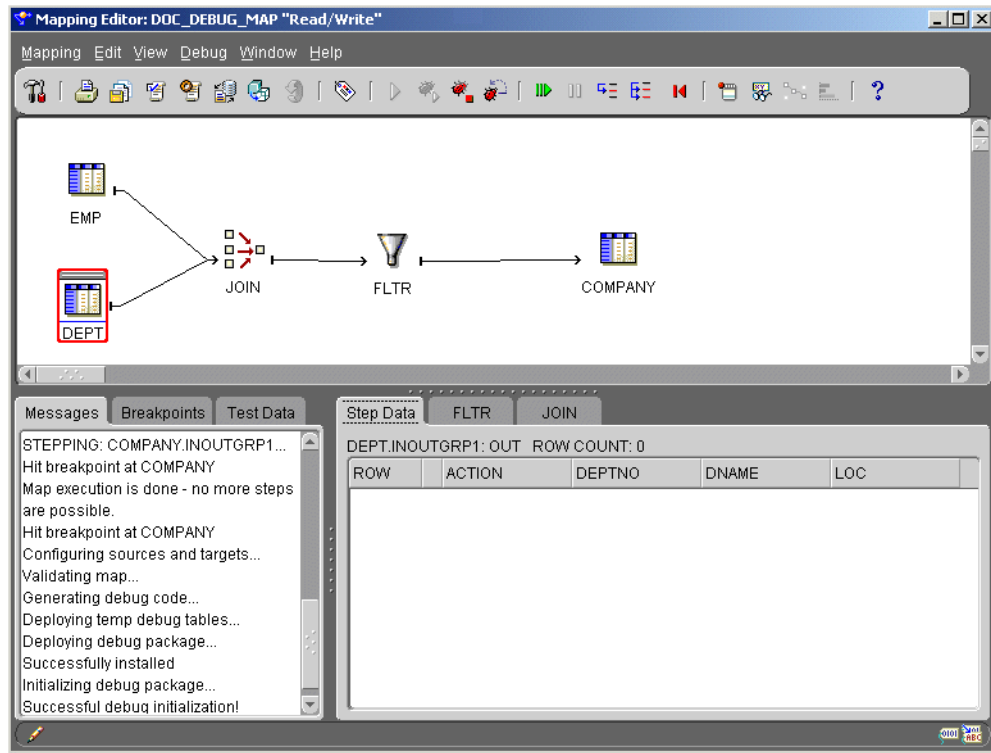 Mapping Editor: DOC_DEBUG_MAP "Read/Write"
Mapping Edit View Debug Window Help
EMP
DEPT
JOIN
FLTR
COMPANY
Messages Breakpoints Test Data
STEPPING: COMPANY.INOUTGRP1...
Hit breakpoint at COMPANY
Map execution is done - no more steps
are possible.
Hit breakpoint at COMPANY
Configuring sources and targets...
Validating map...
Generating debug code...
Deploying temp debug tables...
Deploying debug package...
Successfully installed
Initializing debug package...
Successful debug initialization!
Step Data FLTR JOIN
DEPT.INOUTGRP1: OUT ROW COUNT: 0
ROW ACTION DEPTNO DNAME LOC